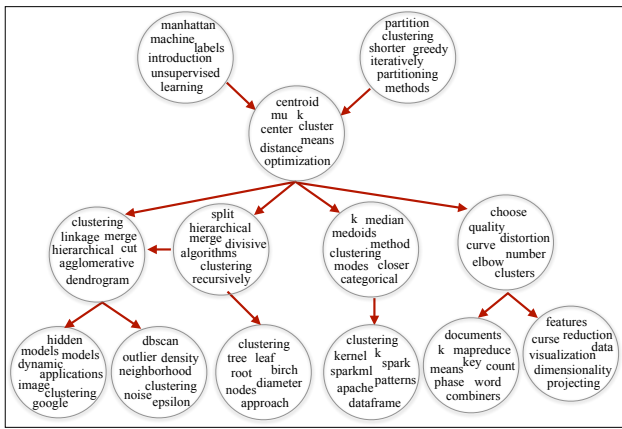 manhattan
machine
labels
introduction
unsupervised
learning
partition
clustering
shorter greedy
iteratively
partitioning
methods
centroid
mu k
center cluster
means
distance
optimization
clustering
linkage merge
hierarchical cut
agglomerative
dendrogram
split
hierarchical
merge divisive
algorithms
clustering
recursively
k median
medoids
method
clustering
modes closer
categorical
choose
quality
distortion
curve number
elbow
clusters
hidden
models models
dynamic
applications
image
clustering
google
dbscan
outlier density
neighborhood
clustering
noise epsilon
clustering
tree leaf
root birch
nodes diameter
approach
clustering
kernel k spark
sparkml patterns
apache
dataframe
documents
k mapreduce
means key count
phase word
combiners
features
curse reduction
data
visualization
dimensionality
projecting